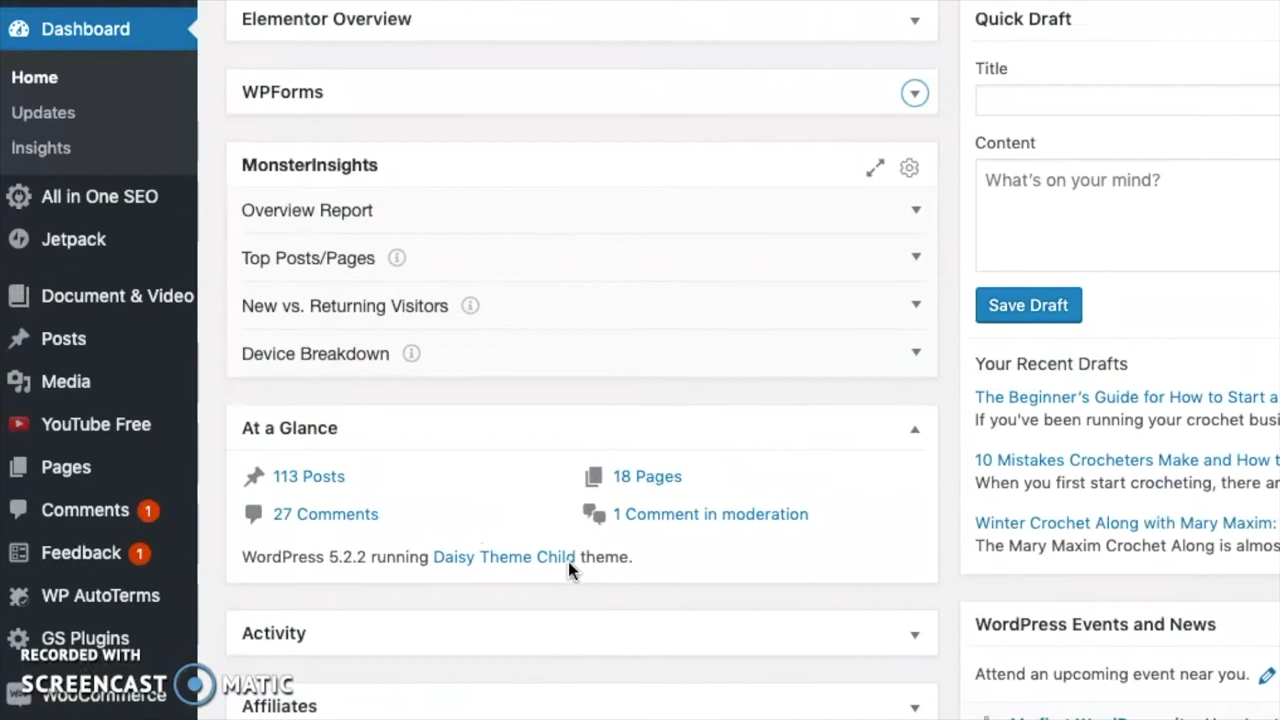 Dashboard
Home
Updates
Insights
All in One SEO
Jetpack
Document & Video
Posts
Media
YouTube Free
Pages
Comments 1
Feedback 1
WP AutoTerms
GS Plugins
WooCommerce
RECORDED WITH
SCREENCAST MATIC
Elementor Overview
WPForms
MonsterInsights
Overview Report
Top Posts/Pages
New vs. Returning Visitors
Device Breakdown
At a Glance
113 Posts
18 Pages
27 Comments
1 Comment in moderation
WordPress 5.2.2 running Daisy Theme Child theme.
Activity
Affiliates
Quick Draft
Title
Content
What's on your mind?
Save Draft
Your Recent Drafts
The Beginner's Guide for How to Start a
If you've been running your crochet busi
10 Mistakes Crocheters Make and How t
When you first start crocheting, there ar
Winter Crochet Along with Mary Maxim:
The Mary Maxim Crochet Along is almos
WordPress Events and News
Attend an upcoming event near you.